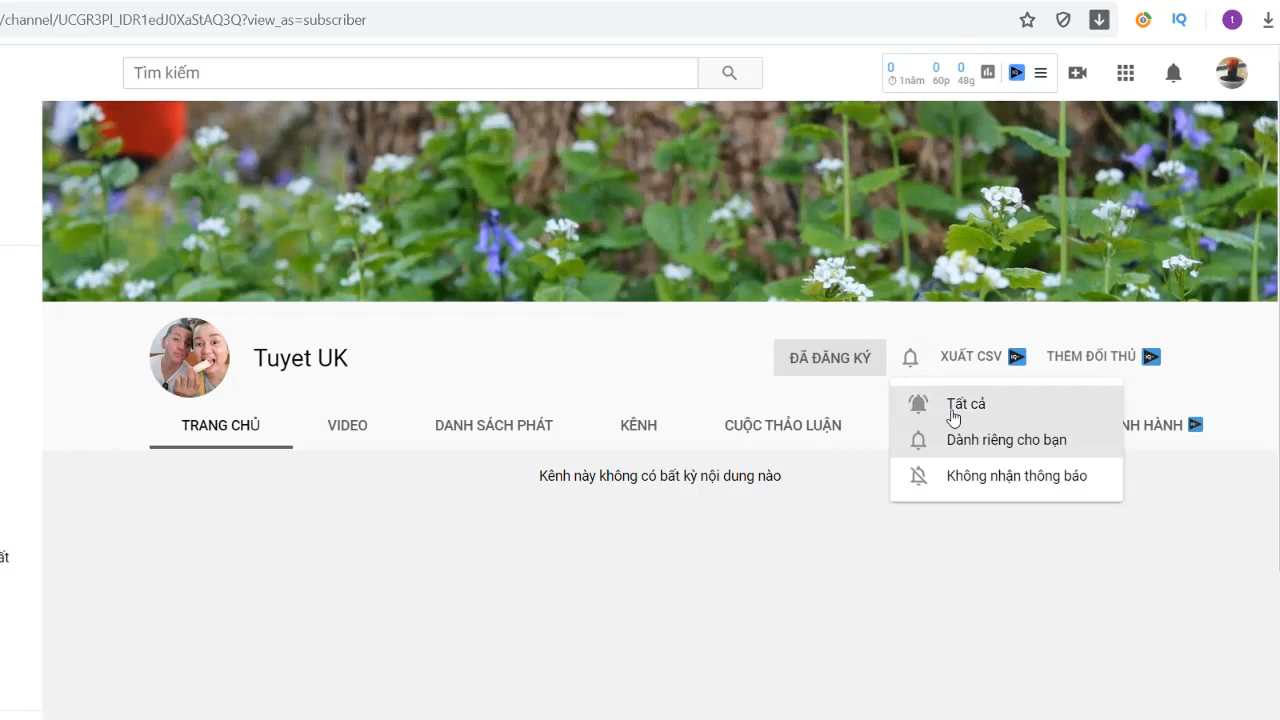 /channel/UCGR3Pl_IDR1edJ0XaStAQ3Q?view_as=subscriber
IQ
t
Tìm kiếm
0 0 0
1năm 60p 48g
Tuyet UK
ĐÃ ĐĂNG KÝ
XUẤT CSV
THÊM ĐỐI THỦ
TRANG CHỦ
VIDEO
DANH SÁCH PHÁT
KÊNH
CUỘC THẢO LUẬN
NH HÀNH
Tất cả
Dành riêng cho bạn
Không nhận thông báo
Kênh này không có bất kỳ nội dung nào
ất